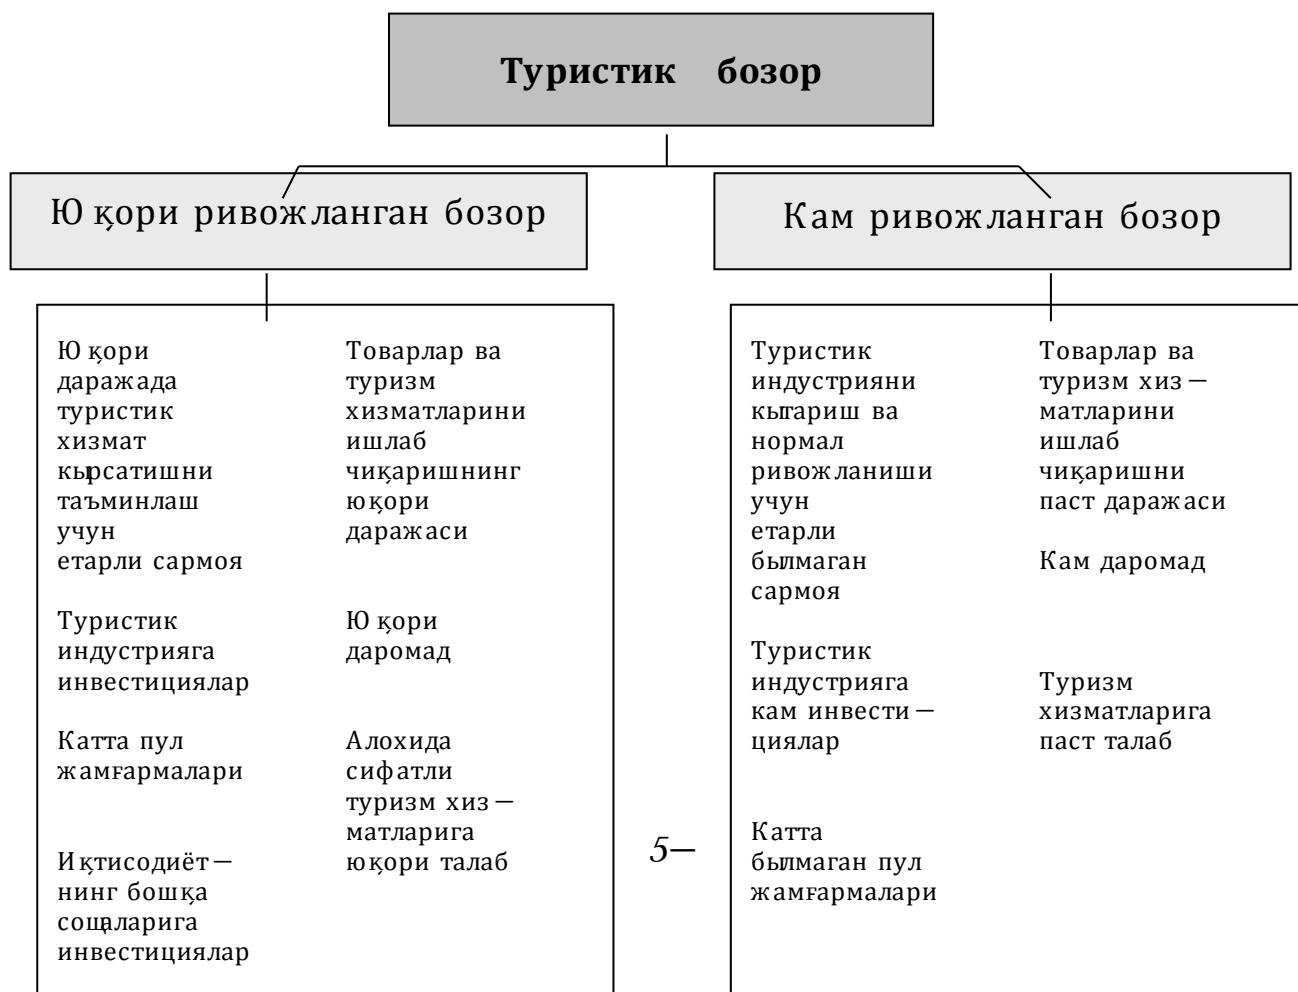 Туристик бозор
Юқори ривожланган бозор
Кам ривожланган бозор
Юқори
даражада
туристик
хизмат
кырсатишни
таъминлаш
учун
етарли сармоя
Туристик
индустрияга
инвестициялар
Катта пул
жамғармалари
Иқтисодиёт—
нинг бошқа
сощаларига
инвестициялар
Товарлар ва
туризм
хизматларини
ишлаб
чиқаришнинг
юқори
даражаси
Юқори
даромад
Алохида
сифатли
туризм хиз—
матларига
юқори талаб
5—
Туристик
индустрияни
кытариш ва
нормал
ривожланиши
учун
етарли
былмаган
сармоя
Туристик
индустрияга
кам инвести—
циялар
Катта
былмаган пул
жамғармалари
Товарлар ва
туризм хиз—
матларини
ишлаб
чиқаришни
паст даражаси
Кам даромад
Туризм
хизматларига
паст талаб